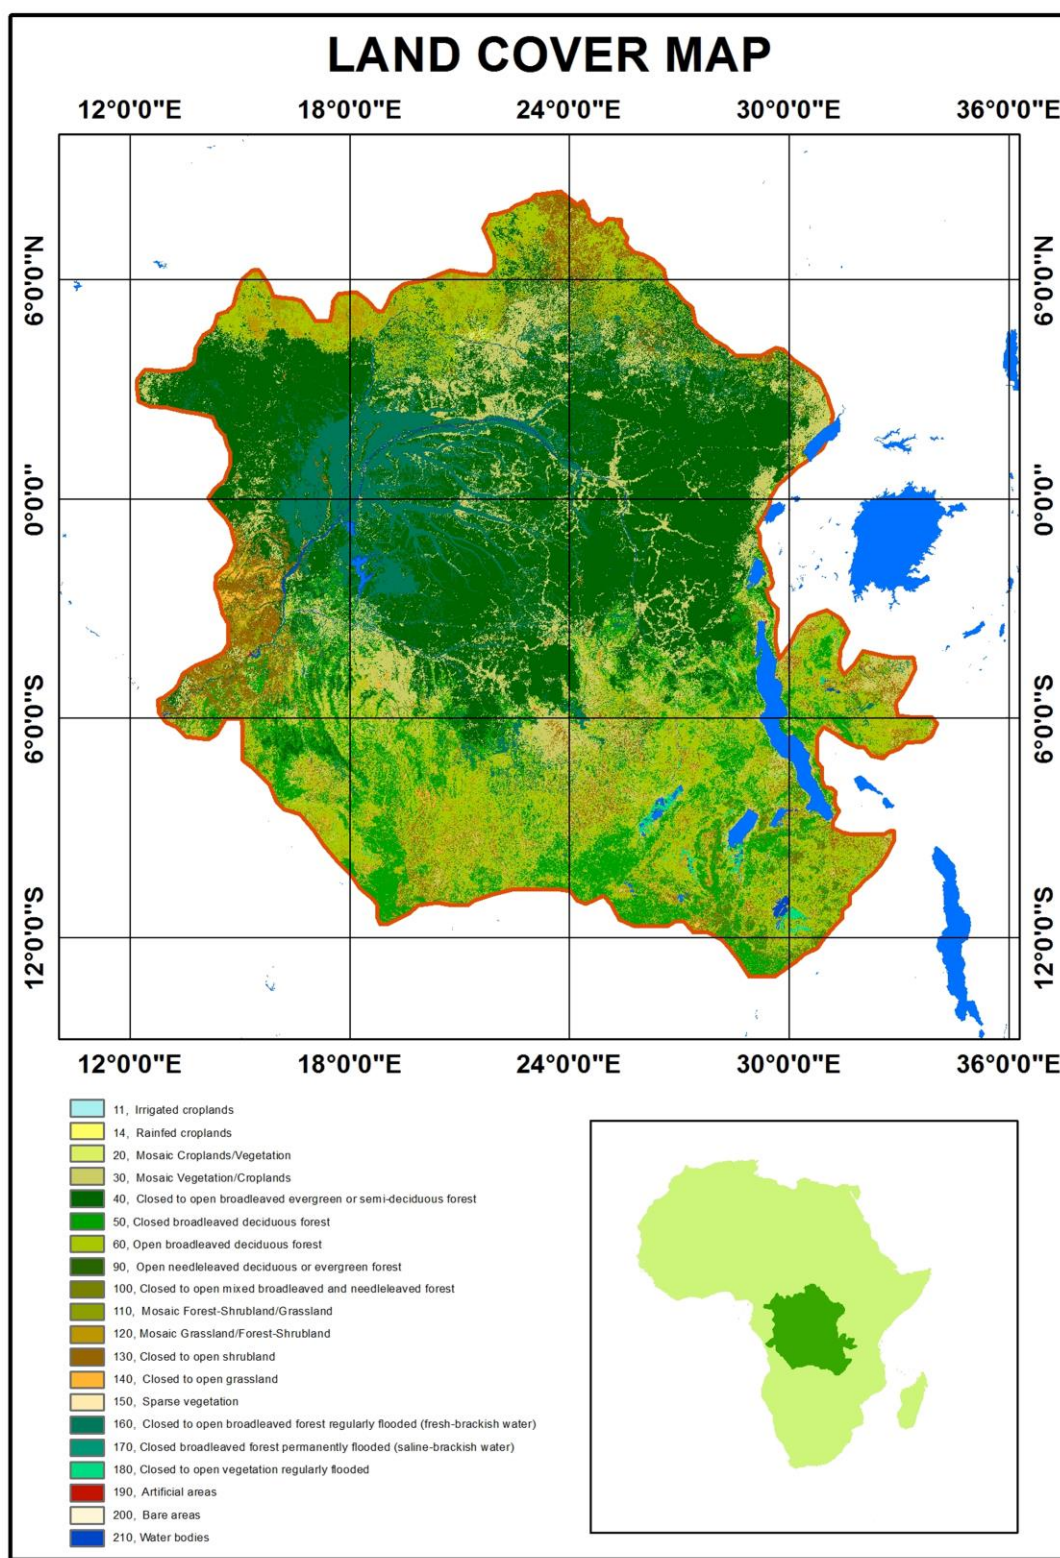 LAND COVER MAP
12°0'0"E 18°0'0"E 24°0'0"E 30°0'0"E 36°0'0"E
6°0'0"N 6°0'0"N
0°0'0" 0°0'0"
6°0'0"S 6°0'0"S
12°0'0"S 12°0'0"S
12°0'0"E 18°0'0"E 24°0'0"E 30°0'0"E 36°0'0"E
11, Irrigated croplands
14, Rainfed croplands
20, Mosaic Croplands/Vegetation
30, Mosaic Vegetation/Croplands
40, Closed to open broadleaved evergreen or semi-deciduous forest
50, Closed broadleaved deciduous forest
60, Open broadleaved deciduous forest
90, Open needleleaved deciduous or evergreen forest
100, Closed to open mixed broadleaved and needleleaved forest
110, Mosaic Forest-Shrubland/Grassland
120, Mosaic Grassland/Forest-Shrubland
130, Closed to open shrubland
140, Closed to open grassland
150, Sparse vegetation
160, Closed to open broadleaved forest regularly flooded (fresh-brackish water)
170, Closed broadleaved forest permanently flooded (saline-brackish water)
180, Closed to open vegetation regularly flooded
190, Artificial areas
200, Bare areas
210, Water bodies